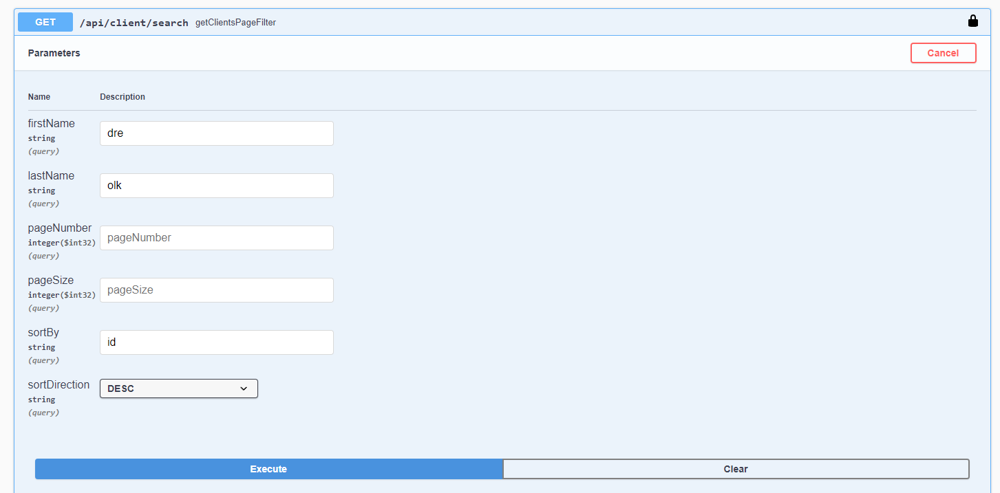 GET /api/client/search getClientsPageFilter
Parameters Cancel
Name Description
firstName
string
(query)
dre
lastName
string
(query)
olk
pageNumber
integer($int32)
(query)
pageNumber
pageSize
integer($int32)
(query)
pageSize
sortBy
string
(query)
id
sortDirection
string
(query)
DESC
Execute Clear